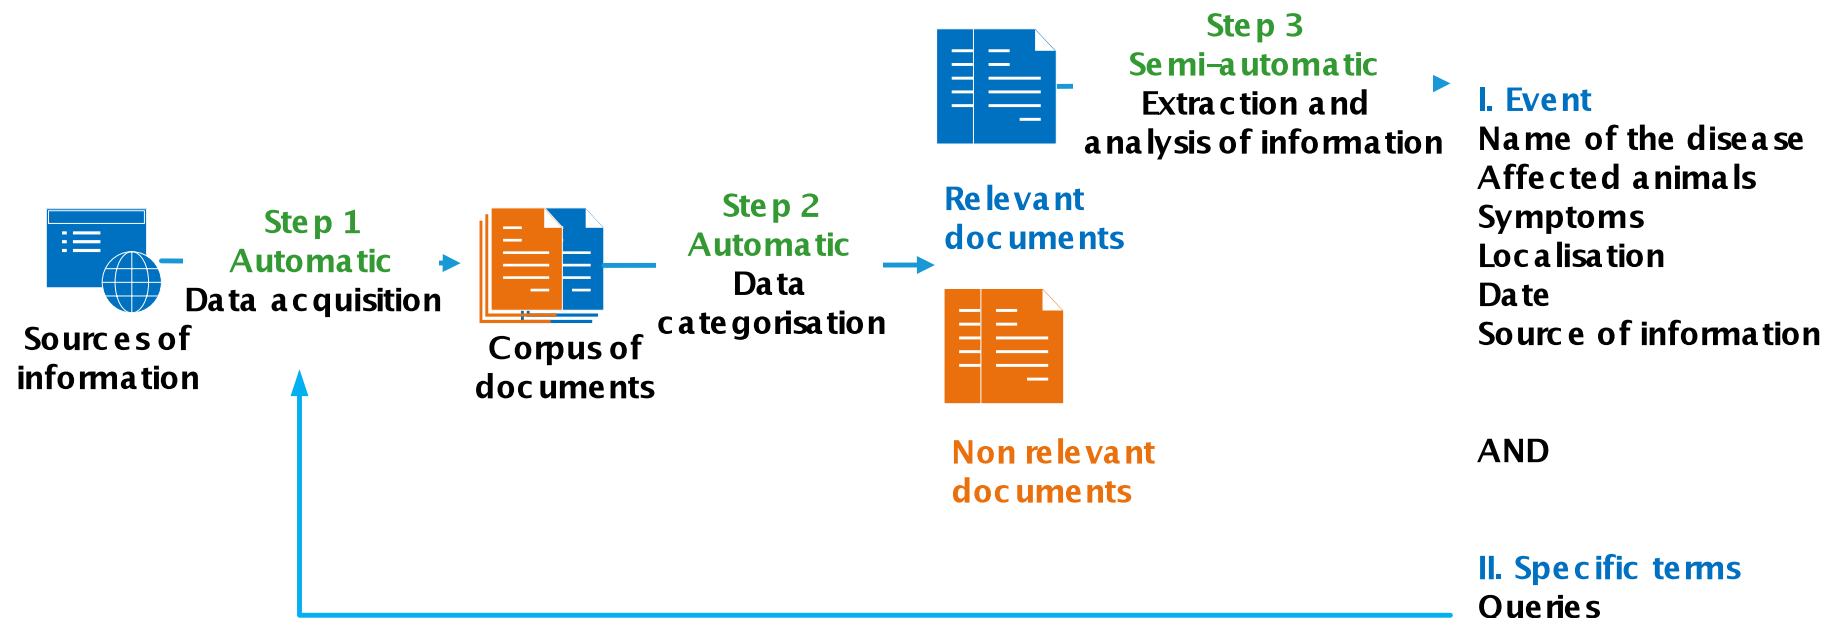 Sources of
information
Step 1
Automatic
Data acquisition
Corpus of
documents
Step 2
Automatic
Data
categorisation
Relevant
documents
Non relevant
documents
Step 3
Semi-automatic
Extraction and
analysis of information
I. Event
Name of the disease
Affected animals
Symptoms
Localisation
Date
Source of information
AND
II. Specific terms
Queries